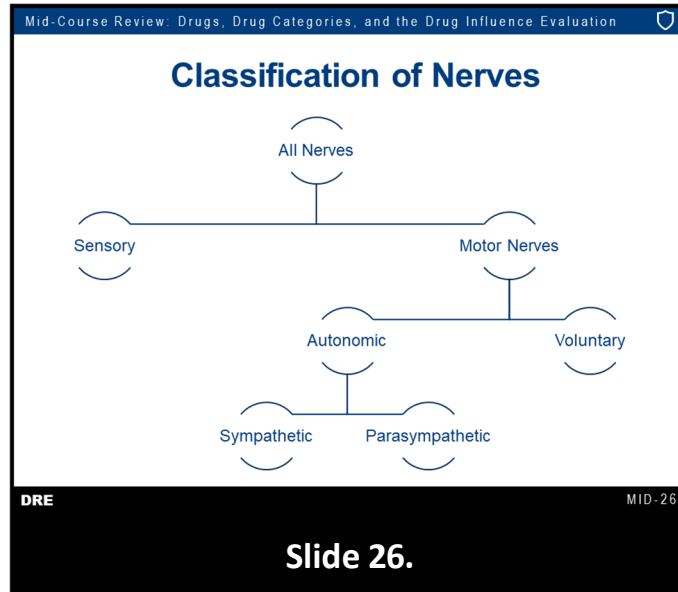 Mid-Course Review: Drugs, Drug Categories, and the Drug Influence Evaluation
Classification of Nerves
All Nerves
Sensory
Motor Nerves
Autonomic
Voluntary
Sympathetic
Parasympathetic
DRE
MID-26
Slide 26.